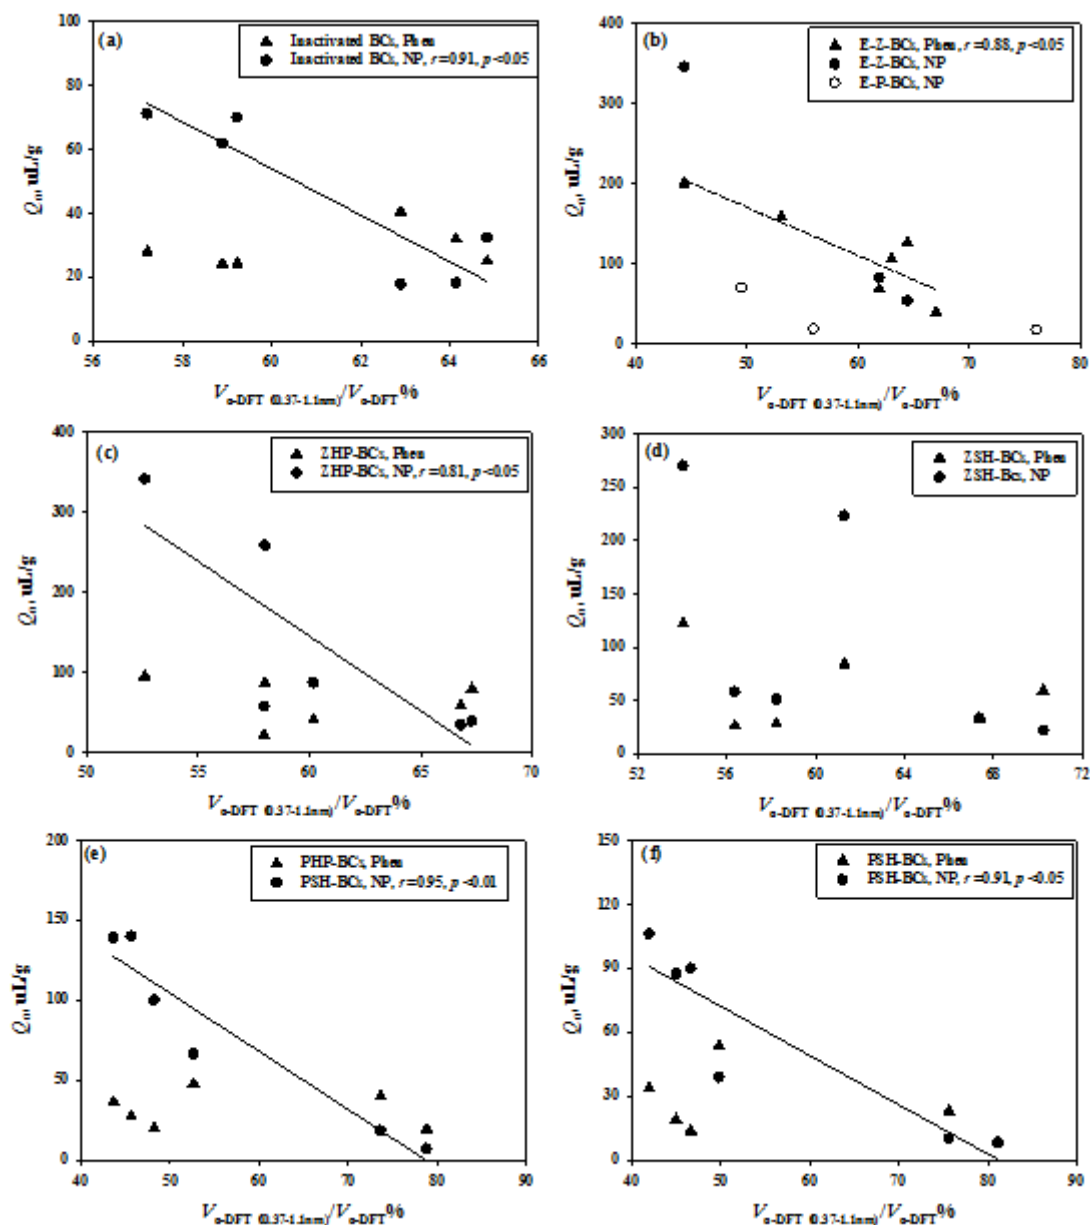 (a)
▲ Inactivated BCs, Phen
● Inactivated BCs, NP, r=0.91, p<0.05
100
80
60
40
20
0
Qn, uL/g
56 58 60 62 64 66
Vo-DFT (0.37-1.1nm)/Vo-DFT%
(b)
▲ E-Z-BCs, Phen, r=0.88, p<0.05
● E-Z-BCs, NP
○ E-P-BCs, NP
400
300
200
100
0
Qn, uL/g
40 50 60 70 80
Vo-DFT (0.37-1.1nm)/Vo-DFT%
(c)
▲ ZHP-BCs, Phen
● ZHP-BCs, NP, r=0.81, p<0.05
400
300
200
100
0
Qn, uL/g
50 55 60 65 70
Vo-DFT (0.37-1.1nm)/Vo-DFT%
(d)
▲ ZSH-BCs, Phen
● ZSH-Bcs, NP
300
250
200
150
100
50
0
Qn, uL/g
52 56 60 64 68 72
Vo-DFT (0.37-1.1nm)/Vo-DFT%
(e)
▲ PHP-BCs, Phen
● PSH-BCs, NP, r=0.95, p<0.01
200
150
100
50
0
Qn, uL/g
40 50 60 70 80 90
Vo-DFT (0.37-1.1nm)/Vo-DFT%
(f)
▲ PSH-BCs, Phen
● PSH-BCs, NP, r=0.91, p<0.05
150
120
90
60
30
0
Qn, uL/g
40 50 60 70 80 90
Vo-DFT (0.37-1.1nm)/Vo-DFT%